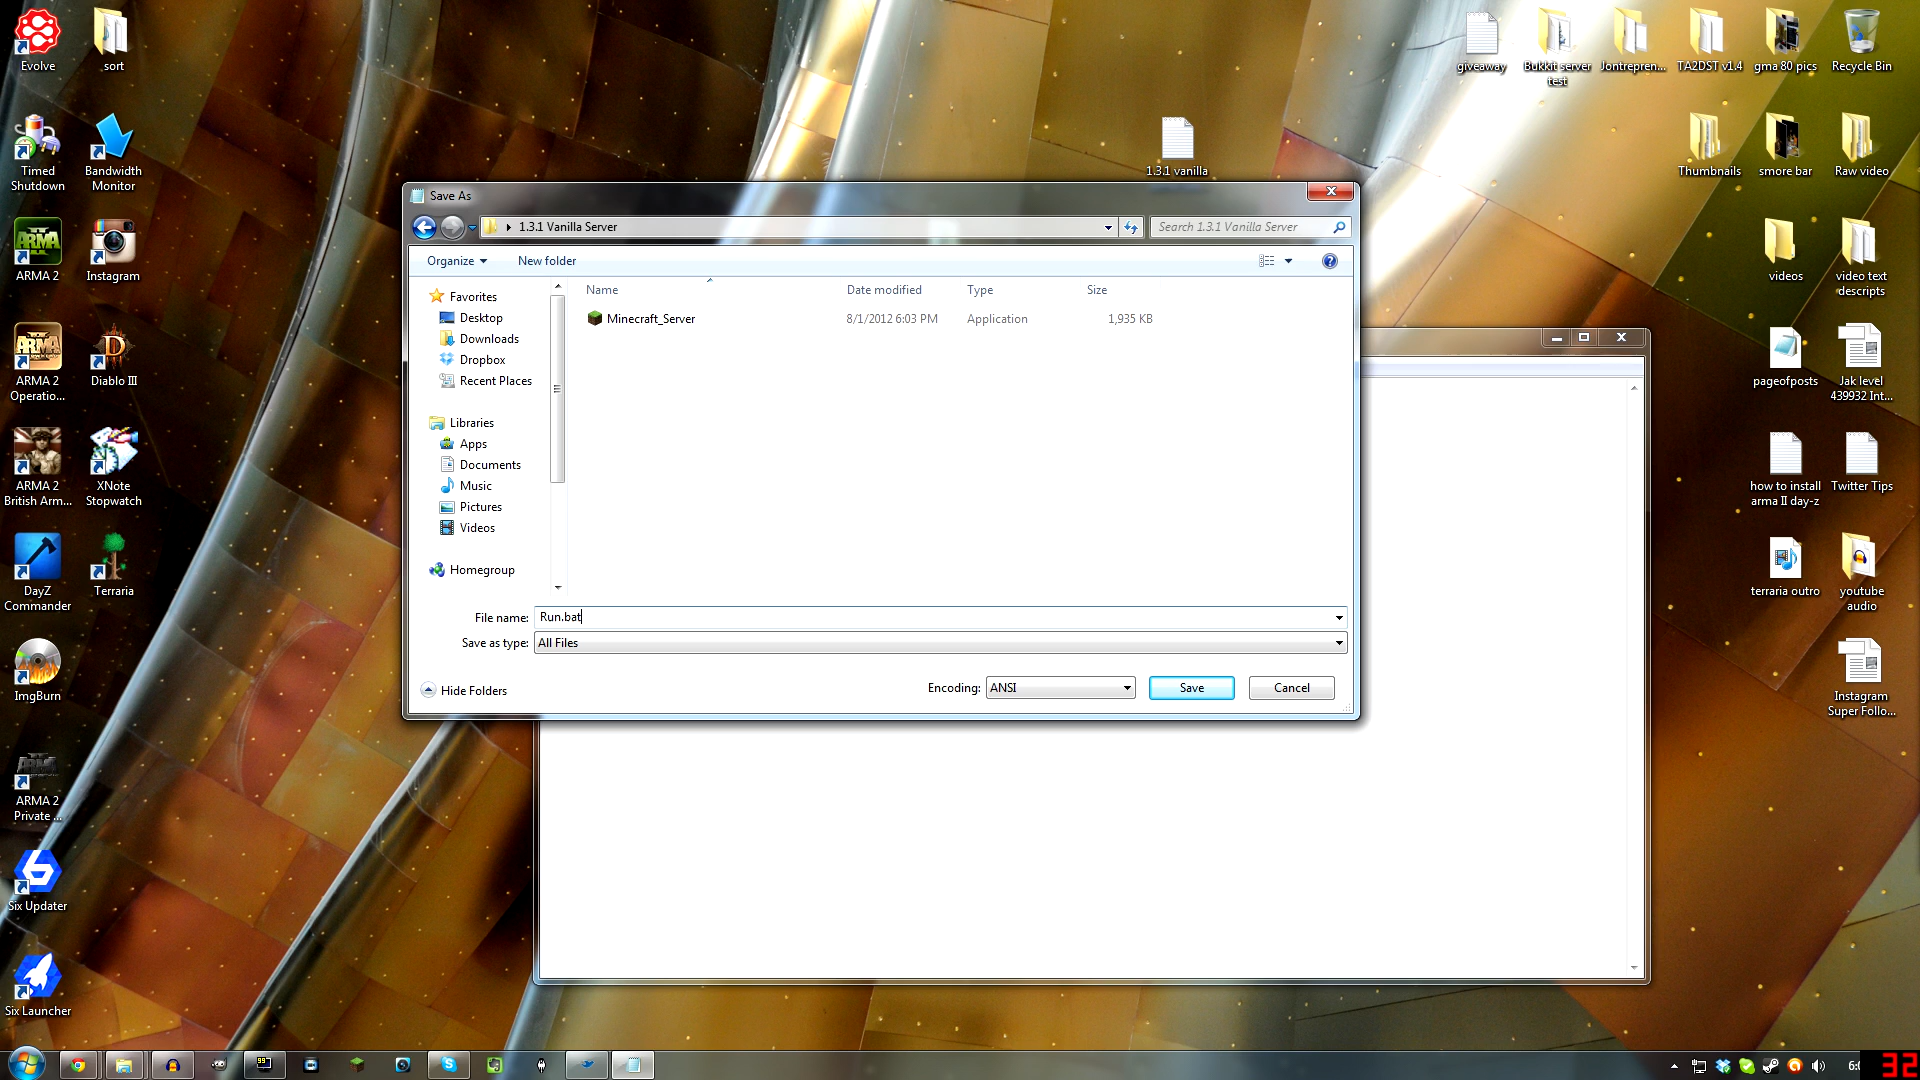 Evolve
sort
giveaway
Bukkit server
test
Jontrepren...
TA2DST v1.4
gma 80 pics
Recycle Bin
Timed
Shutdown
Bandwidth
Monitor
1.3.1 vanilla
Thumbnails
smore bar
Raw video
Save As
1.3.1 Vanilla Server
Search 1.3.1 Vanilla Server
Organize
New folder
ARMA 2
Instagram
videos
video text
descripts
Name
Date modified
Type
Size
Minecraft_Server
8/1/2012 6:03 PM
Application
1,935 KB
Favorites
Desktop
Downloads
Dropbox
Recent Places
Libraries
Apps
Documents
Music
Pictures
Videos
Homegroup
ARMA 2
Operatio...
Diablo III
pageofposts
Jak level
439932 Int...
ARMA 2
British Arm...
XNote
Stopwatch
how to install
arma II day-z
Twitter Tips
DayZ
Commander
Terraria
terraria outro
youtube
audio
File name:
Run.bat
Save as type:
All Files
Hide Folders
Encoding:
ANSI
Save
Cancel
ImgBurn
Instagram
Super Follo...
ARMA 2
Private ...
Six Updater
Six Launcher
99
32